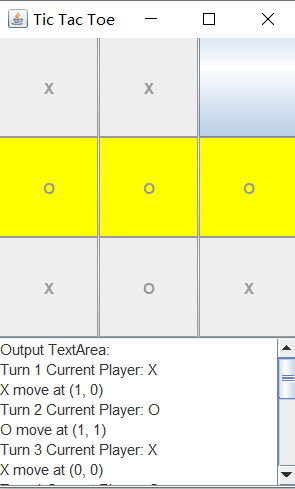 Tic Tac Toe
X X
O O O
X O X
Output TextArea:
Turn 1 Current Player: X
X move at (1, 0)
Turn 2 Current Player: O
O move at (1, 1)
Turn 3 Current Player: X
X move at (0, 0)